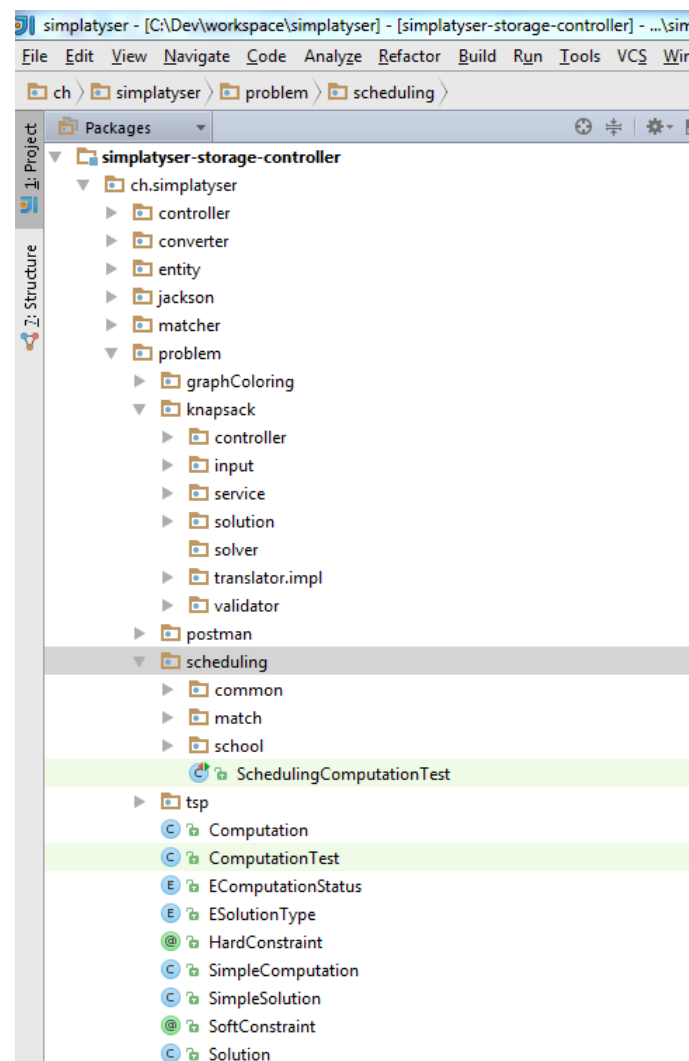 simplatyser - [C:\Dev\workspace\simplatyser] - [simplatyser-storage-controller] - ...\sim
File Edit View Navigate Code Analyze Refactor Build Run Tools VCS Win
ch simplatyser problem scheduling
1: Project
7: Structure
Packages
simplatyser-storage-controller
ch.simplatyser
controller
converter
entity
jackson
matcher
problem
graphColoring
knapsack
controller
input
service
solution
solver
translator.impl
validator
postman
scheduling
common
match
school
SchedulingComputationTest
tsp
C Computation
C ComputationTest
E EComputationStatus
E ESolutionType
@ HardConstraint
C SimpleComputation
C SimpleSolution
@ SoftConstraint
C Solution